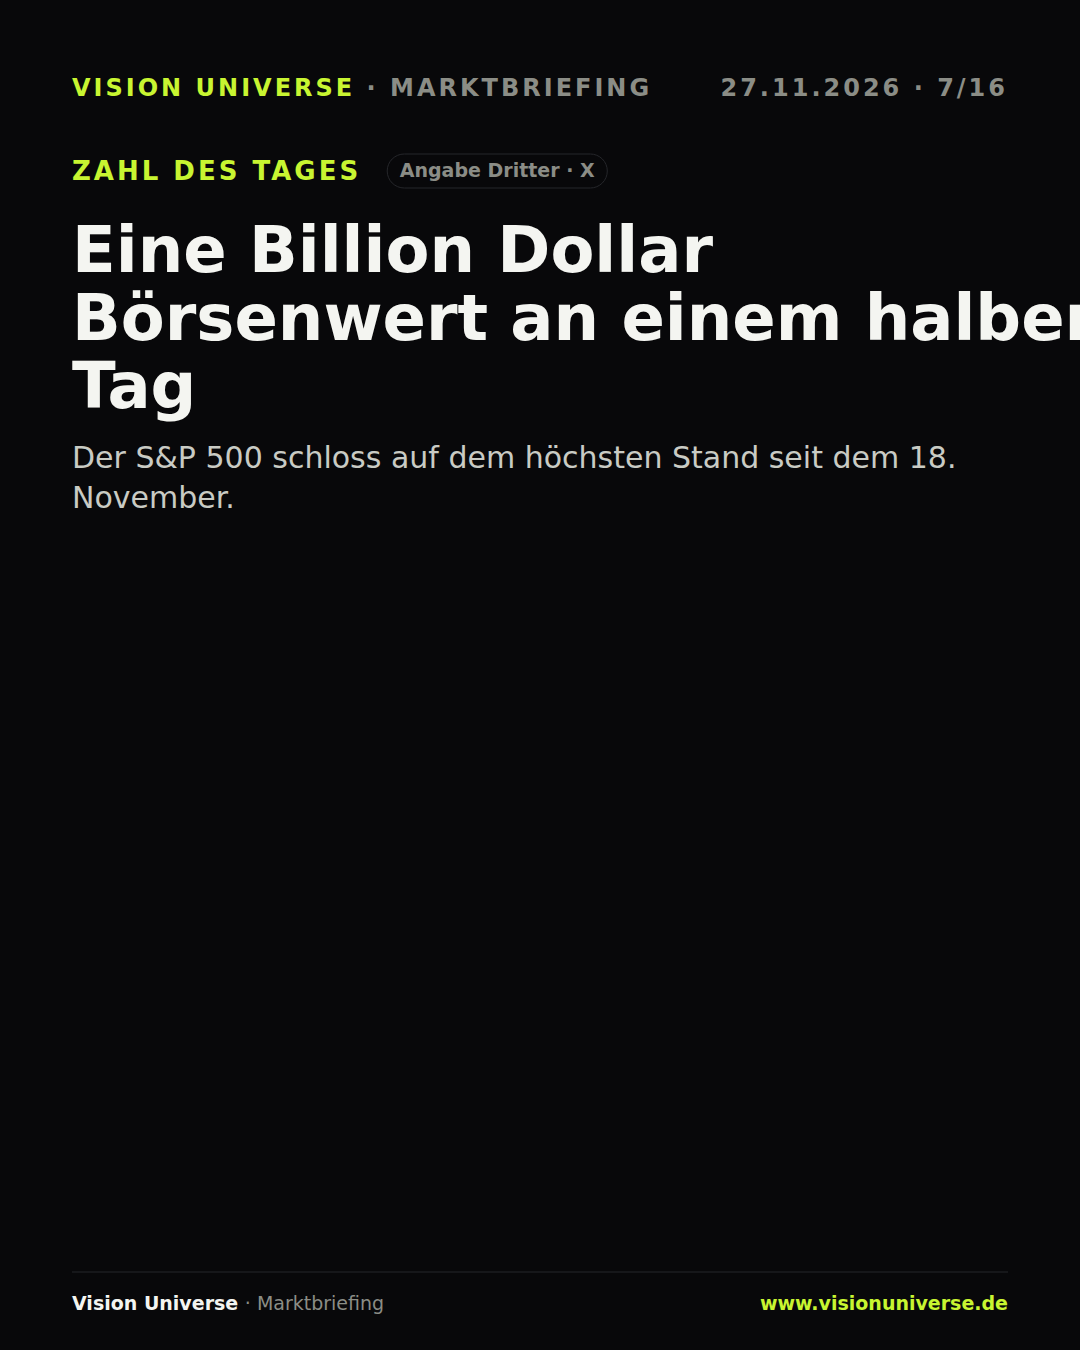 VISION UNIVERSE · MARKTBRIEFING 27.11.2026 · 7/16
ZAHL DES TAGES Angabe Dritter · X
Eine Billion Dollar
Börsenwert an einem halben
Tag
Der S&P 500 schloss auf dem höchsten Stand seit dem 18.
November.
Vision Universe · Marktbriefing www.visionuniverse.de